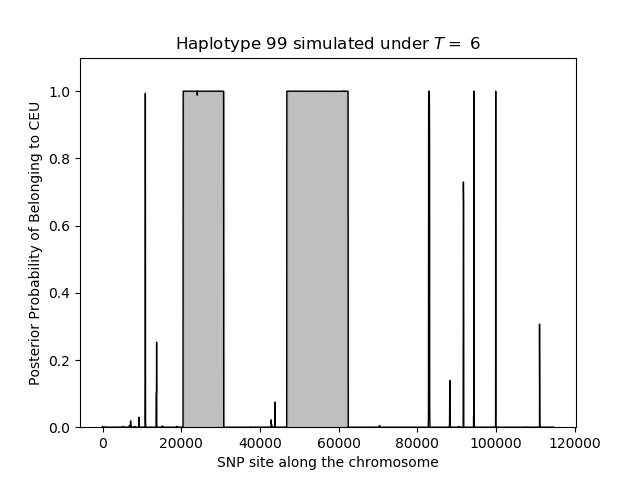 Haplotype 99 simulated under T = 6
Posterior Probability of Belonging to CEU
1.0
0.8
0.6
0.4
0.2
0.0
0 20000 40000 60000 80000 100000 120000
SNP site along the chromosome